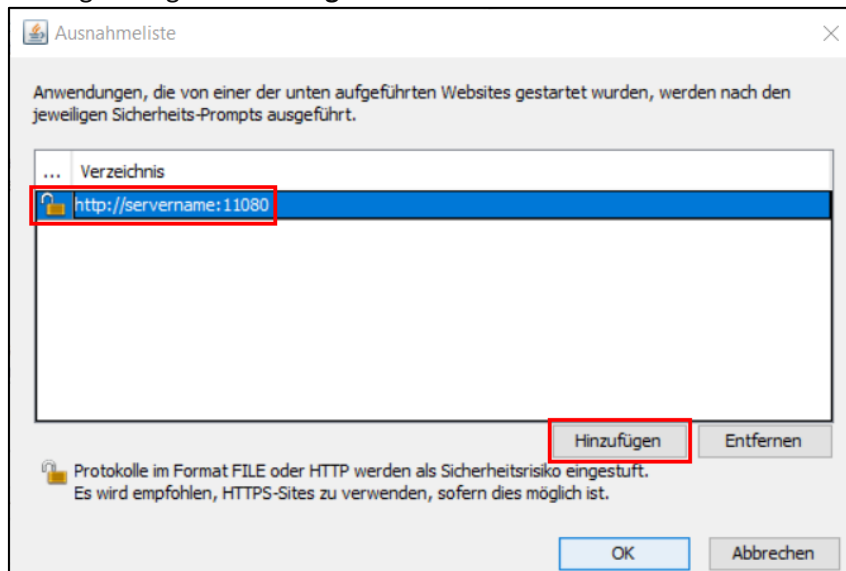 Ausnahmeliste
Anwendungen, die von einer der unten aufgeführten Websites gestartet wurden, werden nach den
jeweiligen Sicherheits-Prompts ausgeführt.
... Verzeichnis
http://servername:11080
Hinzufügen Entfernen
Protokolle im Format FILE oder HTTP werden als Sicherheitsrisiko eingestuft.
Es wird empfohlen, HTTPS-Sites zu verwenden, sofern dies möglich ist.
OK Abbrechen